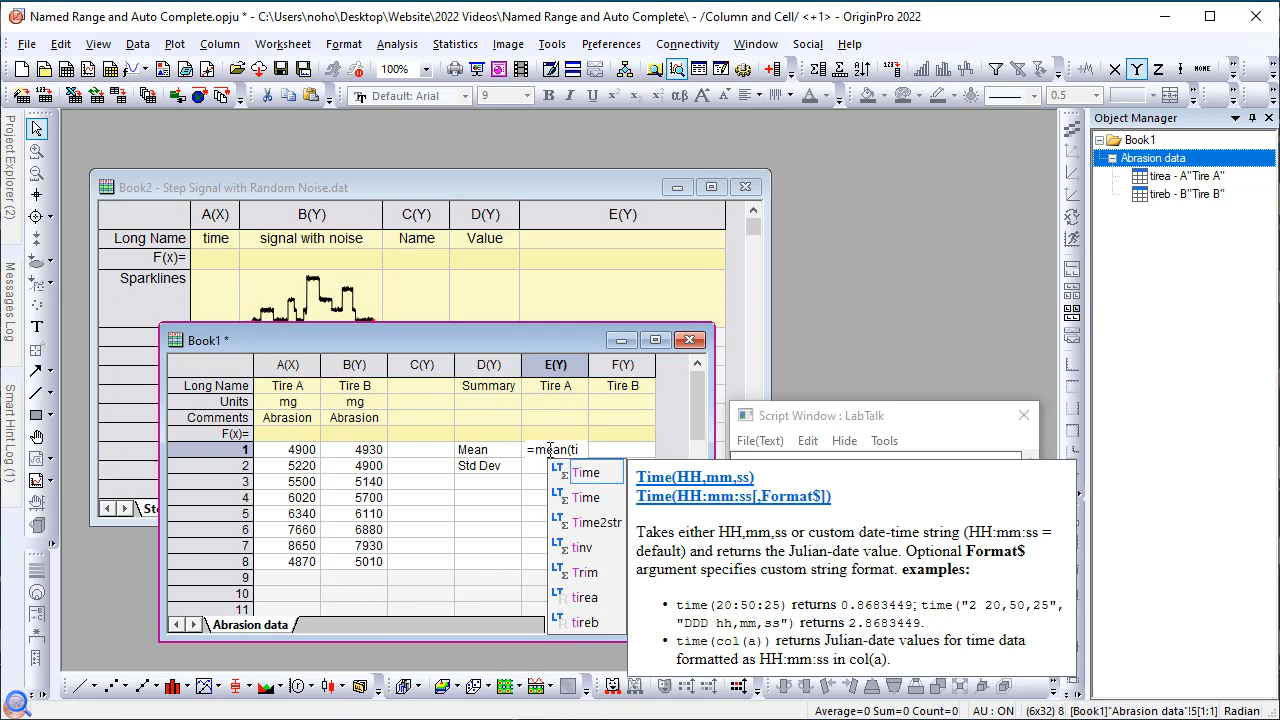 Named Range and Auto Complete.opju * - C:\Users\noho\Desktop\Website\2022 Videos\Named Range and Auto Complete\ - /Column and Cell/ <+1> - OriginPro 2022
File Edit View Data Plot Column Worksheet Format Analysis Statistics Image Tools Preferences Connectivity Window Social Help
100%
Default: Arial 9 B I U 0.5
Project Explorer (2)
Messages Log
Smart Hint Log (1)
Object Manager
Book1
Abrasion data
tirea - A"Tire A"
tireb - B"Tire B"
Book2 - Step Signal with Random Noise.dat
A(X) B(Y) C(Y) D(Y) E(Y)
Long Name time signal with noise Name Value
F(x)=
Sparklines
Book1 *
A(X) B(Y) C(Y) D(Y) E(Y) F(Y)
Long Name Tire A Tire B Summary Tire A Tire B
Units mg mg
Comments Abrasion Abrasion
F(x)=
1 4900 4930 Mean =mean(ti
2 5220 4900 Std Dev
3 5500 5140
4 6020 5700
5 6340 6110
6 7660 6880
7 8650 7930
8 4870 5010
9
10
11
Abrasion data
Time
Time
Time2str
tinv
Trim
tirea
tireb
Script Window : LabTalk
File(Text) Edit Hide Tools
Time(HH,mm,ss)
Time(HH:mm:ss[,Format$])
Takes either HH,mm,ss or custom date-time string (HH:mm:ss =
default) and returns the Julian-date value. Optional Format$
argument specifies custom string format. examples:
• time(20:50:25) returns 0.8683449; time("2 20,50,25",
"DDD hh,mm,ss") returns 2.8683449.
• time(col(a)) returns Julian-date values for time data
formatted as HH:mm:ss in col(a).
Average=0 Sum=0 Count=0 AU : ON (6x32) 8 [Book1]"Abrasion data"!5[1:1] Radian